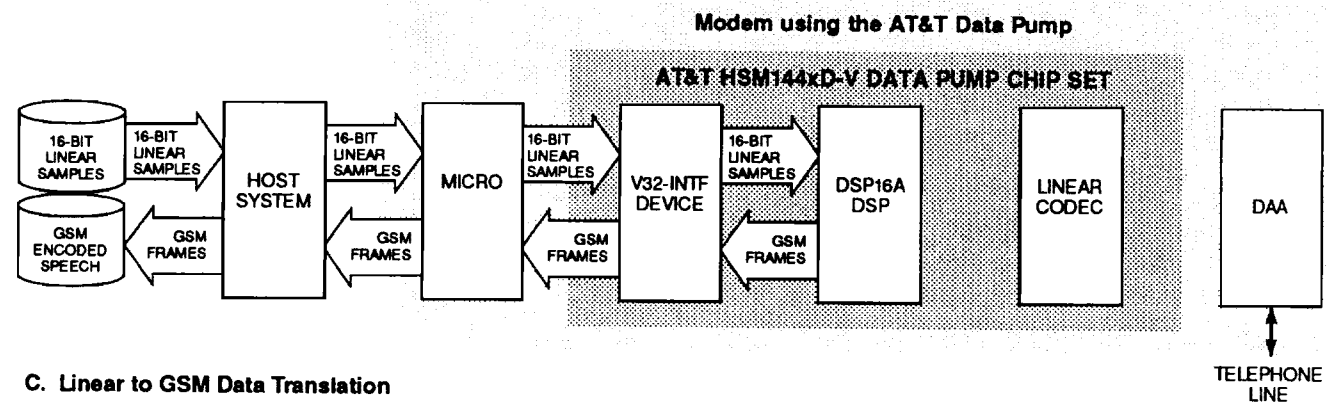 Modem using the AT&T Data Pump
AT&T HSM144xD-V DATA PUMP CHIP SET
16-BIT
LINEAR
SAMPLES
16-BIT
LINEAR
SAMPLES
HOST
SYSTEM
16-BIT
LINEAR
SAMPLES
MICRO
16-BIT
LINEAR
SAMPLES
V32-INTF
DEVICE
16-BIT
LINEAR
SAMPLES
DSP16A
DSP
LINEAR
CODEC
DAA
GSM
ENCODED
SPEECH
GSM
FRAMES
GSM
FRAMES
GSM
FRAMES
GSM
FRAMES
TELEPHONE
LINE
C. Linear to GSM Data Translation